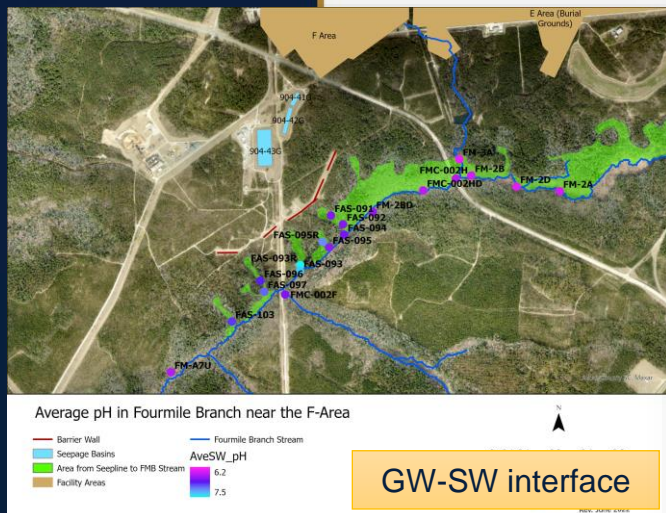 E Area (Burial
Grounds)
F Area
904-41G
904-42G
904-43G
FM-3A
FMC-002H
FM-2B
FMC-002HD
FM-2D
FM-2A
FAS-091
FM-2BD
FAS-092
FAS-094
FAS-095R
FAS-095
FAS-093R
FAS-093
FAS-096
FAS-097
FMC-002F
FAS-103
FM-A7U
Average pH in Fourmile Branch near the F-Area
N
Barrier Wall
Seepage Basins
Area from Seepline to FMB Stream
Facility Areas
Fourmile Branch Stream
AveSW_pH
6.2
7.5
GW-SW interface